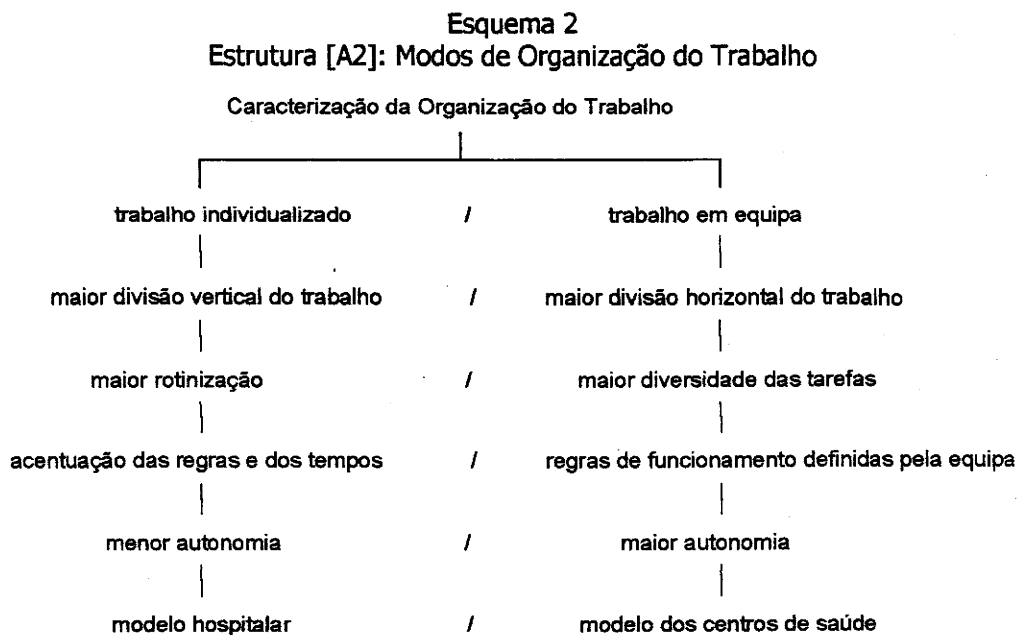 Esquema 2
Estrutura [A2]: Modos de Organização do Trabalho
Caracterização da Organização do Trabalho
trabalho individualizado / trabalho em equipa
maior divisão vertical do trabalho / maior divisão horizontal do trabalho
maior rotinização / maior diversidade das tarefas
acentuação das regras e dos tempos / regras de funcionamento definidas pela equipa
menor autonomia / maior autonomia
modelo hospitalar / modelo dos centros de saúde